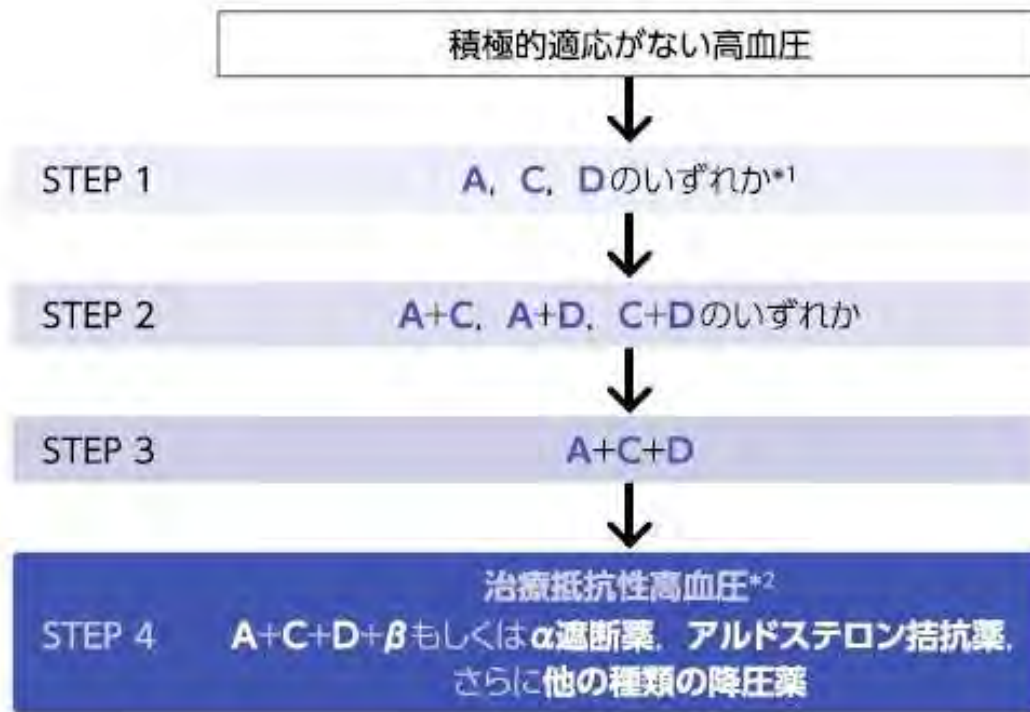 積極的適応がない高血圧
STEP 1 A, C, Dのいずれか*1
STEP 2 A+C, A+D, C+Dのいずれか
STEP 3 A+C+D
治療抵抗性高血圧*2
STEP 4 A+C+D+βもしくはα遮断薬, アルドステロン拮抗薬,
さらに他の種類の降圧薬